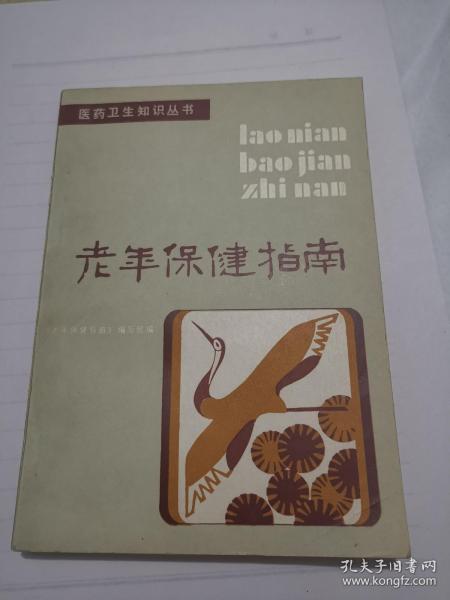 医药卫生知识丛书
lao nian
bao jian
zhi nan
老年保健指南
《老年保健指南》编写组编
孔夫子旧书网
www.kongfz.com